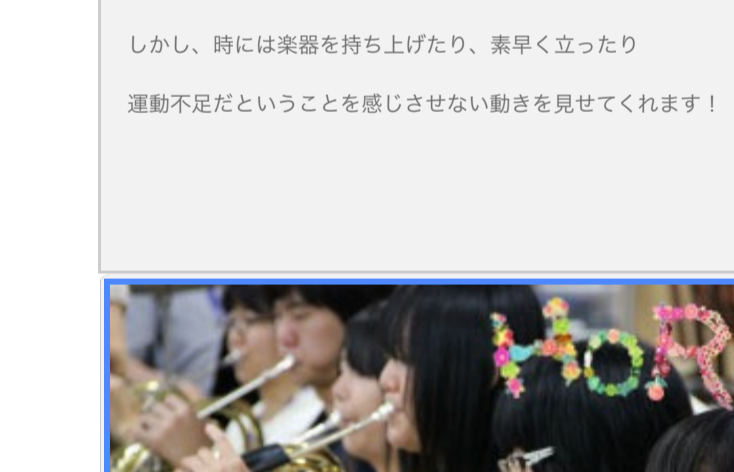 しかし、時には楽器を持ち上げたり、素早く立ったり
運動不足だということを感じさせない動きを見せてくれます！
HoR